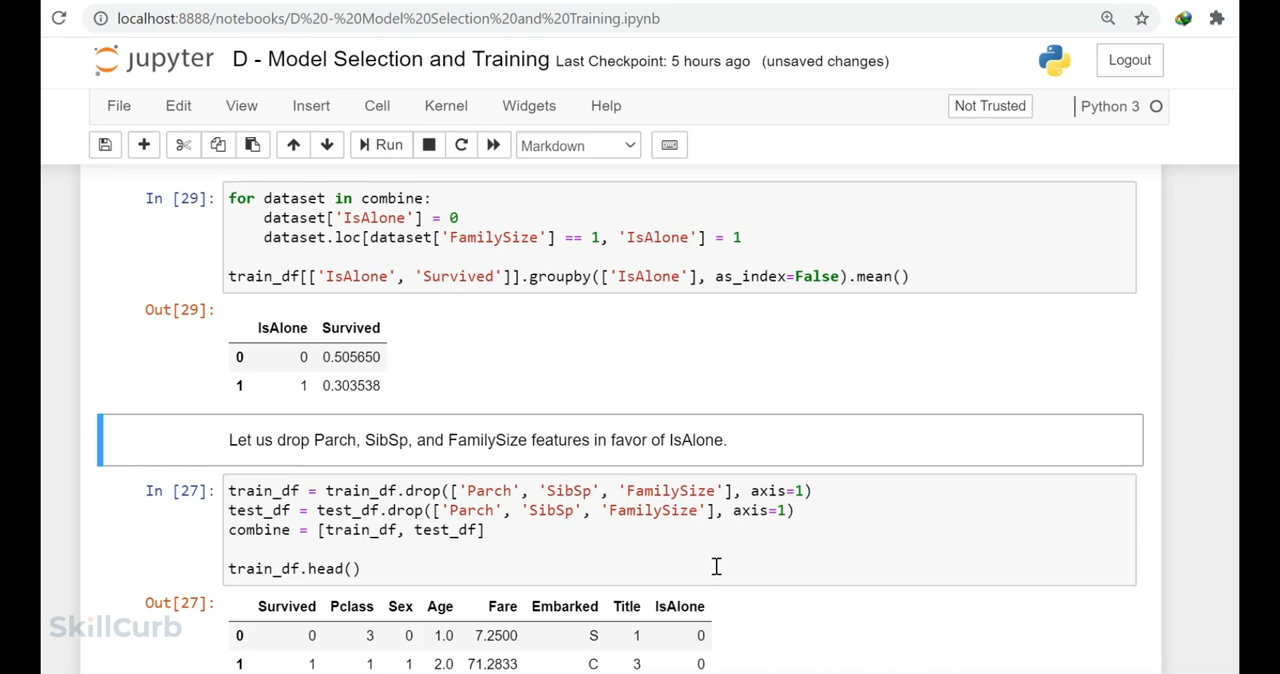 localhost:8888/notebooks/D%20-%20Model%20Selection%20and%20Training.ipynb
jupyter D - Model Selection and Training Last Checkpoint: 5 hours ago (unsaved changes) Logout
File Edit View Insert Cell Kernel Widgets Help Not Trusted Python 3
Run Markdown
In [29]: for dataset in combine:
dataset['IsAlone'] = 0
dataset.loc[dataset['FamilySize'] == 1, 'IsAlone'] = 1
train_df[['IsAlone', 'Survived']].groupby(['IsAlone'], as_index=False).mean()
Out[29]:
IsAlone Survived
0 0 0.505650
1 1 0.303538
Let us drop Parch, SibSp, and FamilySize features in favor of IsAlone.
In [27]: train_df = train_df.drop(['Parch', 'SibSp', 'FamilySize'], axis=1)
test_df = test_df.drop(['Parch', 'SibSp', 'FamilySize'], axis=1)
combine = [train_df, test_df]
train_df.head()
Out[27]:
Survived Pclass Sex Age Fare Embarked Title IsAlone
0 0 3 0 1.0 7.2500 S 1 0
1 1 1 1 2.0 71.2833 C 3 0
SkillCurb